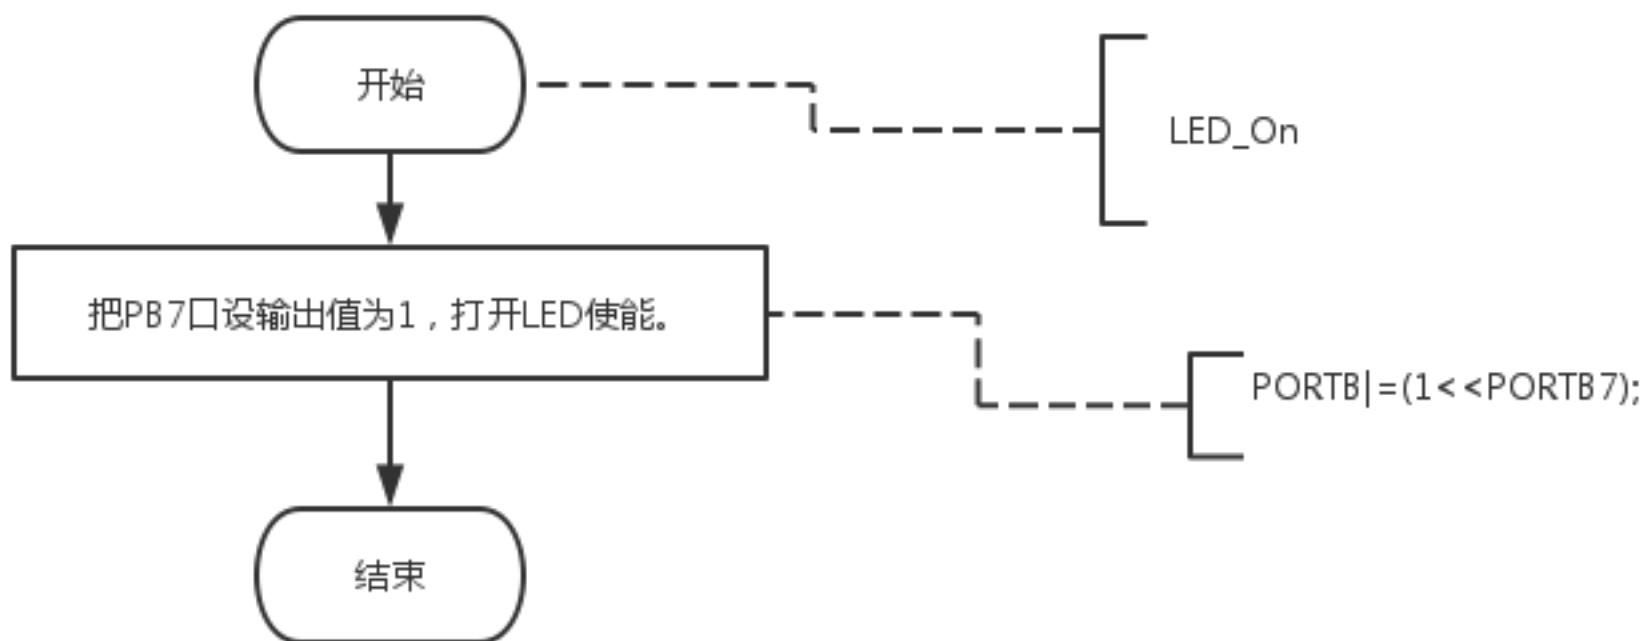 开始
LED_On
把PB7口设输出值为1，打开LED使能。
PORTB|=(1<<PORTB7);
结束